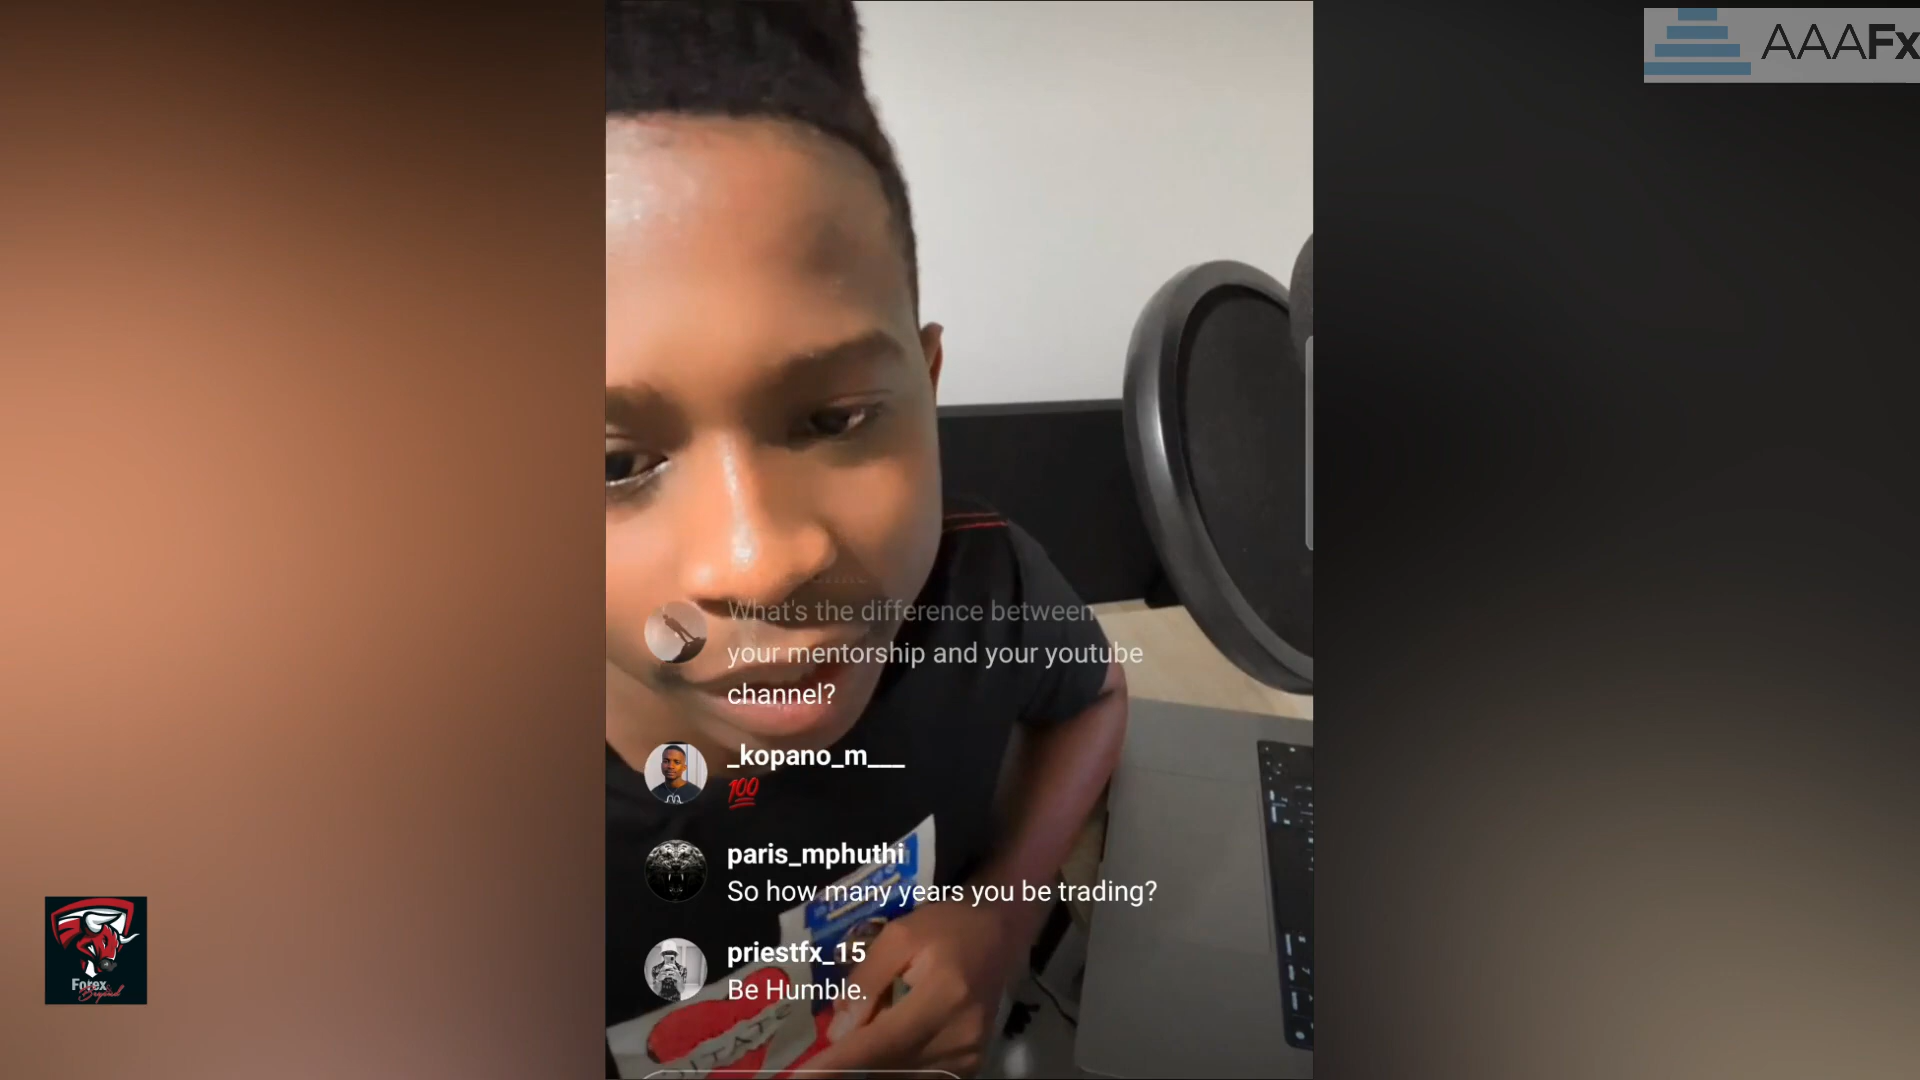 AAAFx
What's the difference between
your mentorship and your youtube
channel?
_kopano_m___
💯
paris_mphuthi
So how many years you be trading?
priestfx_15
Be Humble.
Forex
Beyond